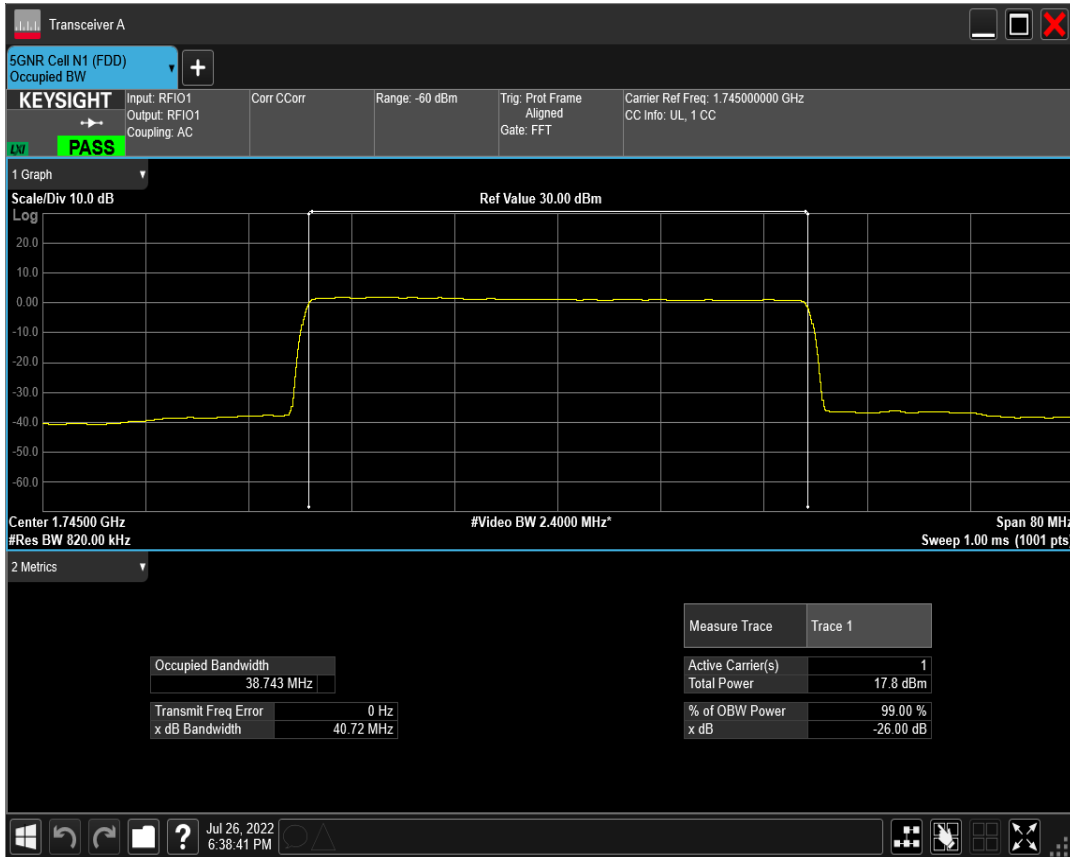 Transceiver A
5GNR Cell N1 (FDD)
Occupied BW
+
KEYSIGHT
LXI
PASS
Input: RFIO1
Output: RFIO1
Coupling: AC
Corr CCorr
Range: -60 dBm
Trig: Prot Frame
Aligned
Gate: FFT
Carrier Ref Freq: 1.745000000 GHz
CC Info: UL, 1 CC
1 Graph
Scale/Div 10.0 dB
Ref Value 30.00 dBm
Log
20.0
10.0
0.00
-10.0
-20.0
-30.0
-40.0
-50.0
-60.0
Center 1.74500 GHz
#Video BW 2.4000 MHz*
Span 80 MHz
#Res BW 820.00 kHz
Sweep 1.00 ms (1001 pts)
2 Metrics
Measure Trace Trace 1
Occupied Bandwidth
38.743 MHz
Active Carrier(s) 1
Total Power 17.8 dBm
Transmit Freq Error 0 Hz
x dB Bandwidth 40.72 MHz
% of OBW Power 99.00 %
x dB -26.00 dB
?
Jul 26, 2022
6:38:41 PM